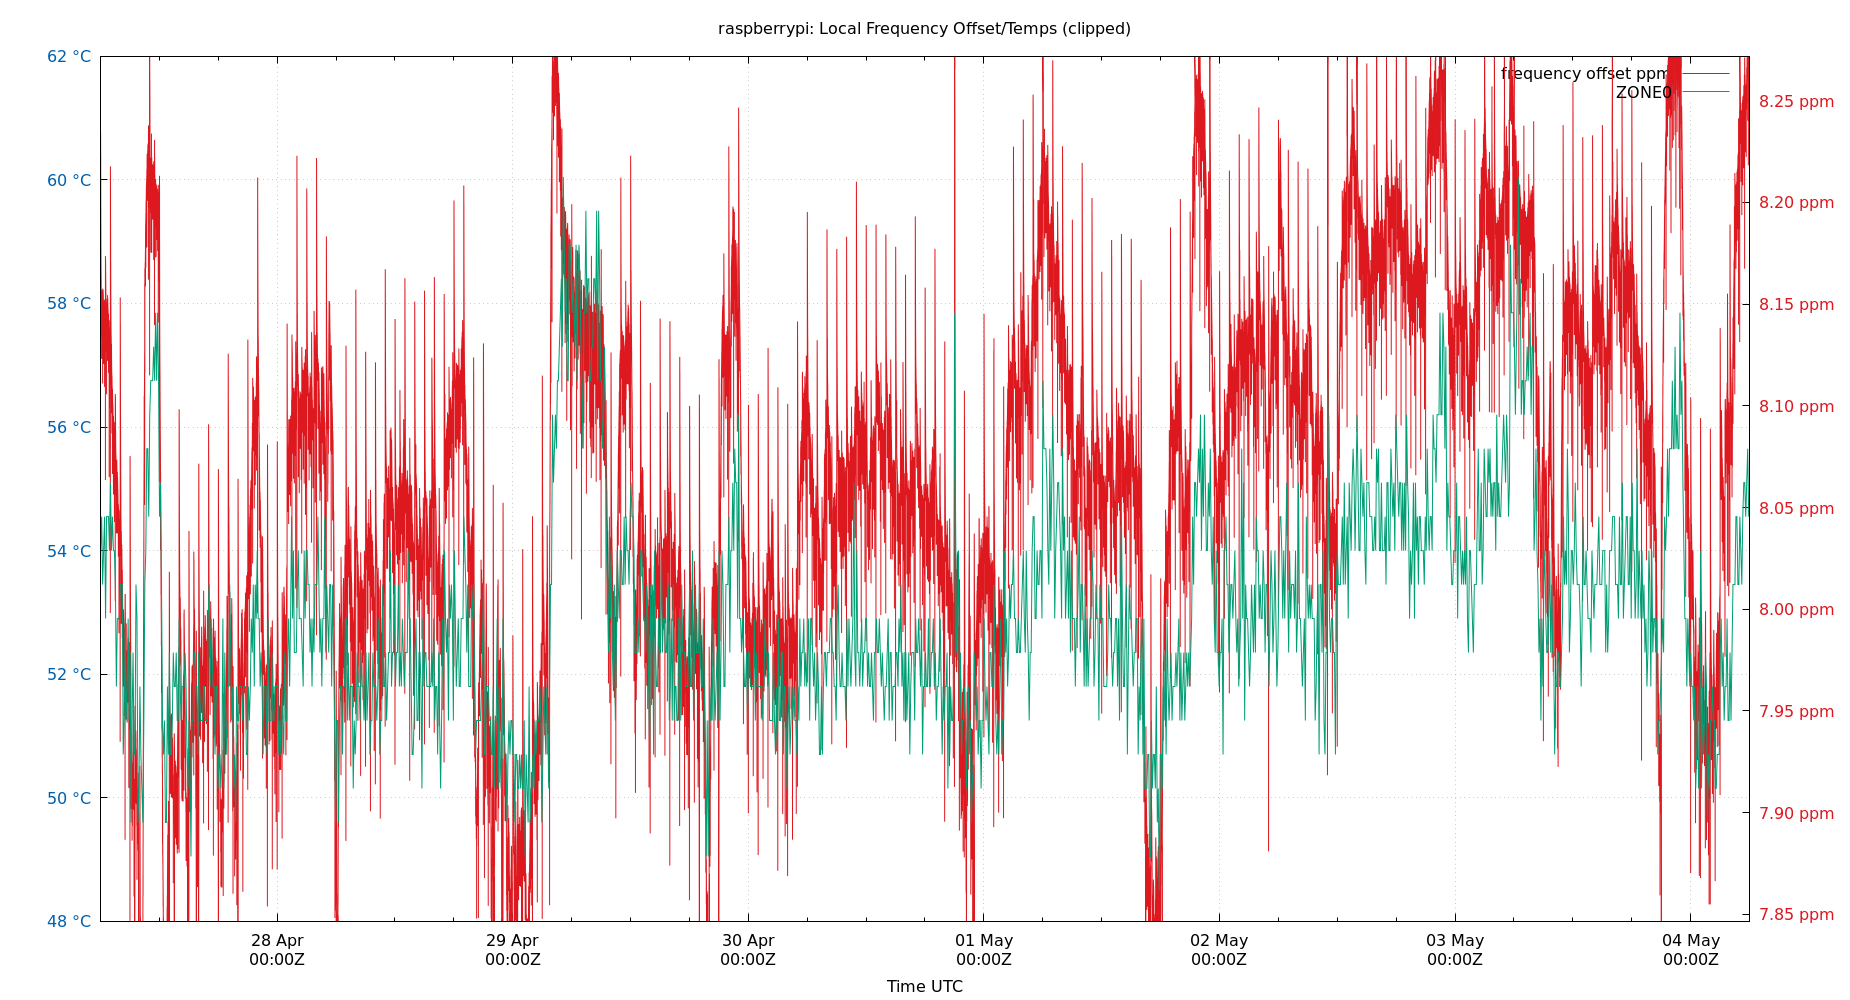 raspberrypi: Local Frequency Offset/Temps (clipped)
62 °C
60 °C
58 °C
56 °C
54 °C
52 °C
50 °C
48 °C
frequency offset ppm
ZONE0
8.25 ppm
8.20 ppm
8.15 ppm
8.10 ppm
8.05 ppm
8.00 ppm
7.95 ppm
7.90 ppm
7.85 ppm
28 Apr
00:00Z
29 Apr
00:00Z
30 Apr
00:00Z
01 May
00:00Z
02 May
00:00Z
03 May
00:00Z
04 May
00:00Z
Time UTC